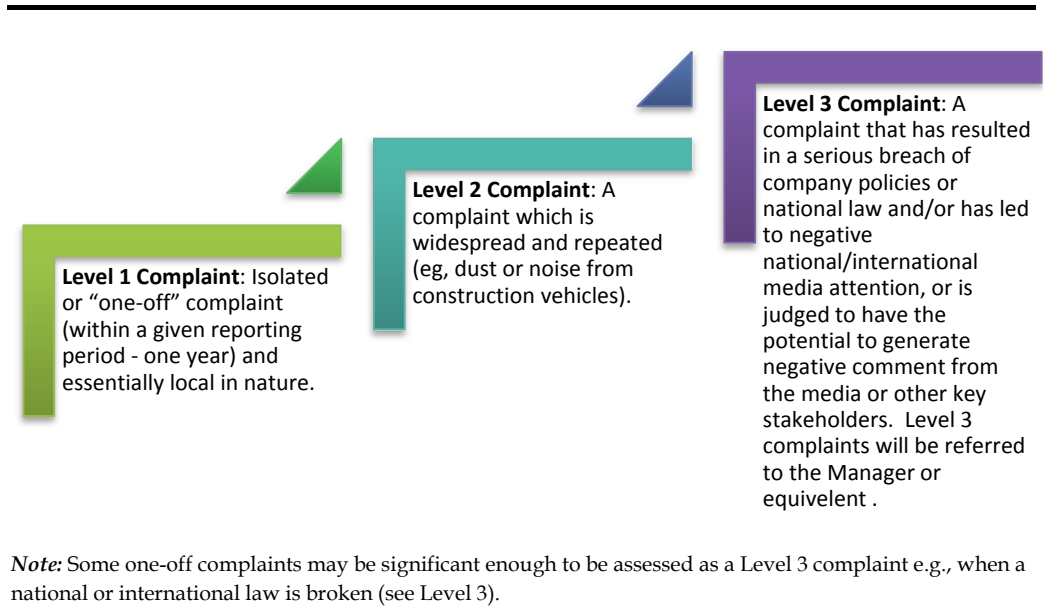 Level 1 Complaint: Isolated
or “one-off” complaint
(within a given reporting
period - one year) and
essentially local in nature.
Level 2 Complaint: A
complaint which is
widespread and repeated
(eg, dust or noise from
construction vehicles).
Level 3 Complaint: A
complaint that has resulted
in a serious breach of
company policies or
national law and/or has led
to negative
national/international
media attention, or is
judged to have the
potential to generate
negative comment from
the media or other key
stakeholders.  Level 3
complaints will be referred
to the Manager or
equivelent .
Note: Some one-off complaints may be significant enough to be assessed as a Level 3 complaint e.g., when a
national or international law is broken (see Level 3).